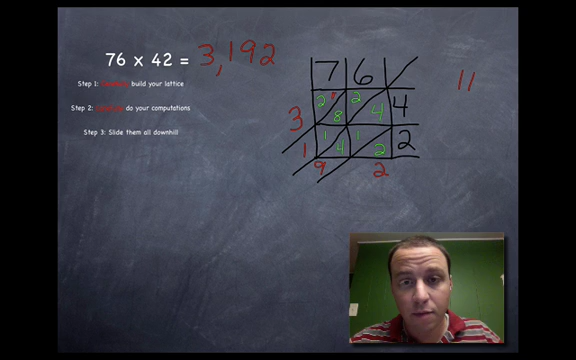 76 x 42 = 3,192
Step 1: build your lattice
Step 2: do your computations
Step 3: Slide them all downhill
7 6
11
2 1 8 2 4 4
3
1 4 1 2 2
1
9 2